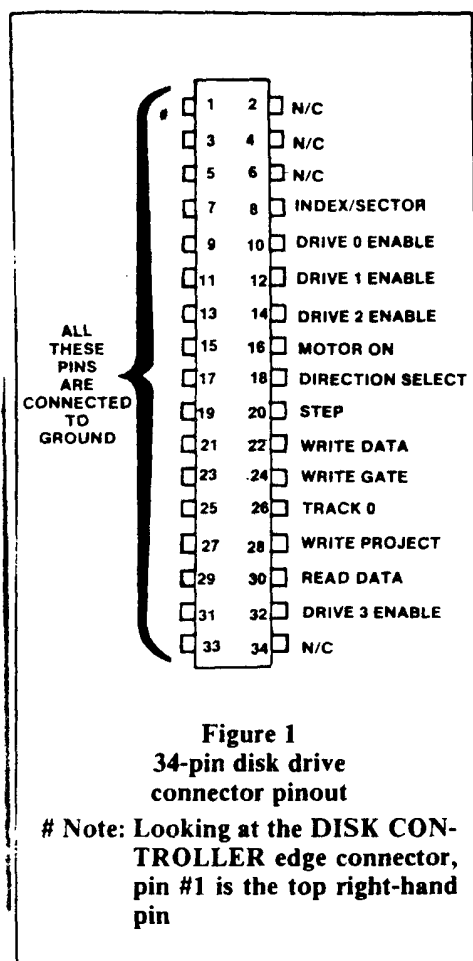 # 1 2 N/C
3 4 N/C
5 6 N/C
7 8 INDEX/SECTOR
9 10 DRIVE 0 ENABLE
11 12 DRIVE 1 ENABLE
13 14 DRIVE 2 ENABLE
15 16 MOTOR ON
17 18 DIRECTION SELECT
19 20 STEP
21 22 WRITE DATA
23 24 WRITE GATE
25 26 TRACK 0
27 28 WRITE PROJECT
29 30 READ DATA
31 32 DRIVE 3 ENABLE
33 34 N/C
ALL
THESE
PINS
ARE
CONNECTED
TO
GROUND
Figure 1
34-pin disk drive
connector pinout
# Note: Looking at the DISK CON-
TROLLER edge connector,
pin #1 is the top right-hand
pin